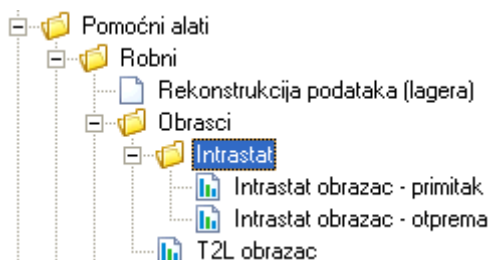 Pomoćni alati
Robni
Rekonstrukcija podataka (lagera)
Obrasci
Intrastat
Intrastat obrazac - primitak
Intrastat obrazac - otprema
T2L obrazac